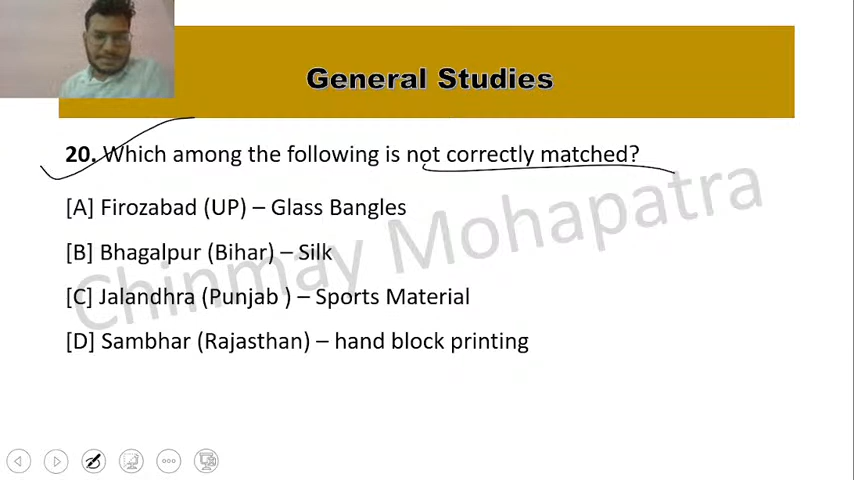 General Studies
20. Which among the following is not correctly matched?
[A] Firozabad (UP) – Glass Bangles
[B] Bhagalpur (Bihar) – Silk
[C] Jalandhra (Punjab ) – Sports Material
[D] Sambhar (Rajasthan) – hand block printing
Chinmay Mohapatra